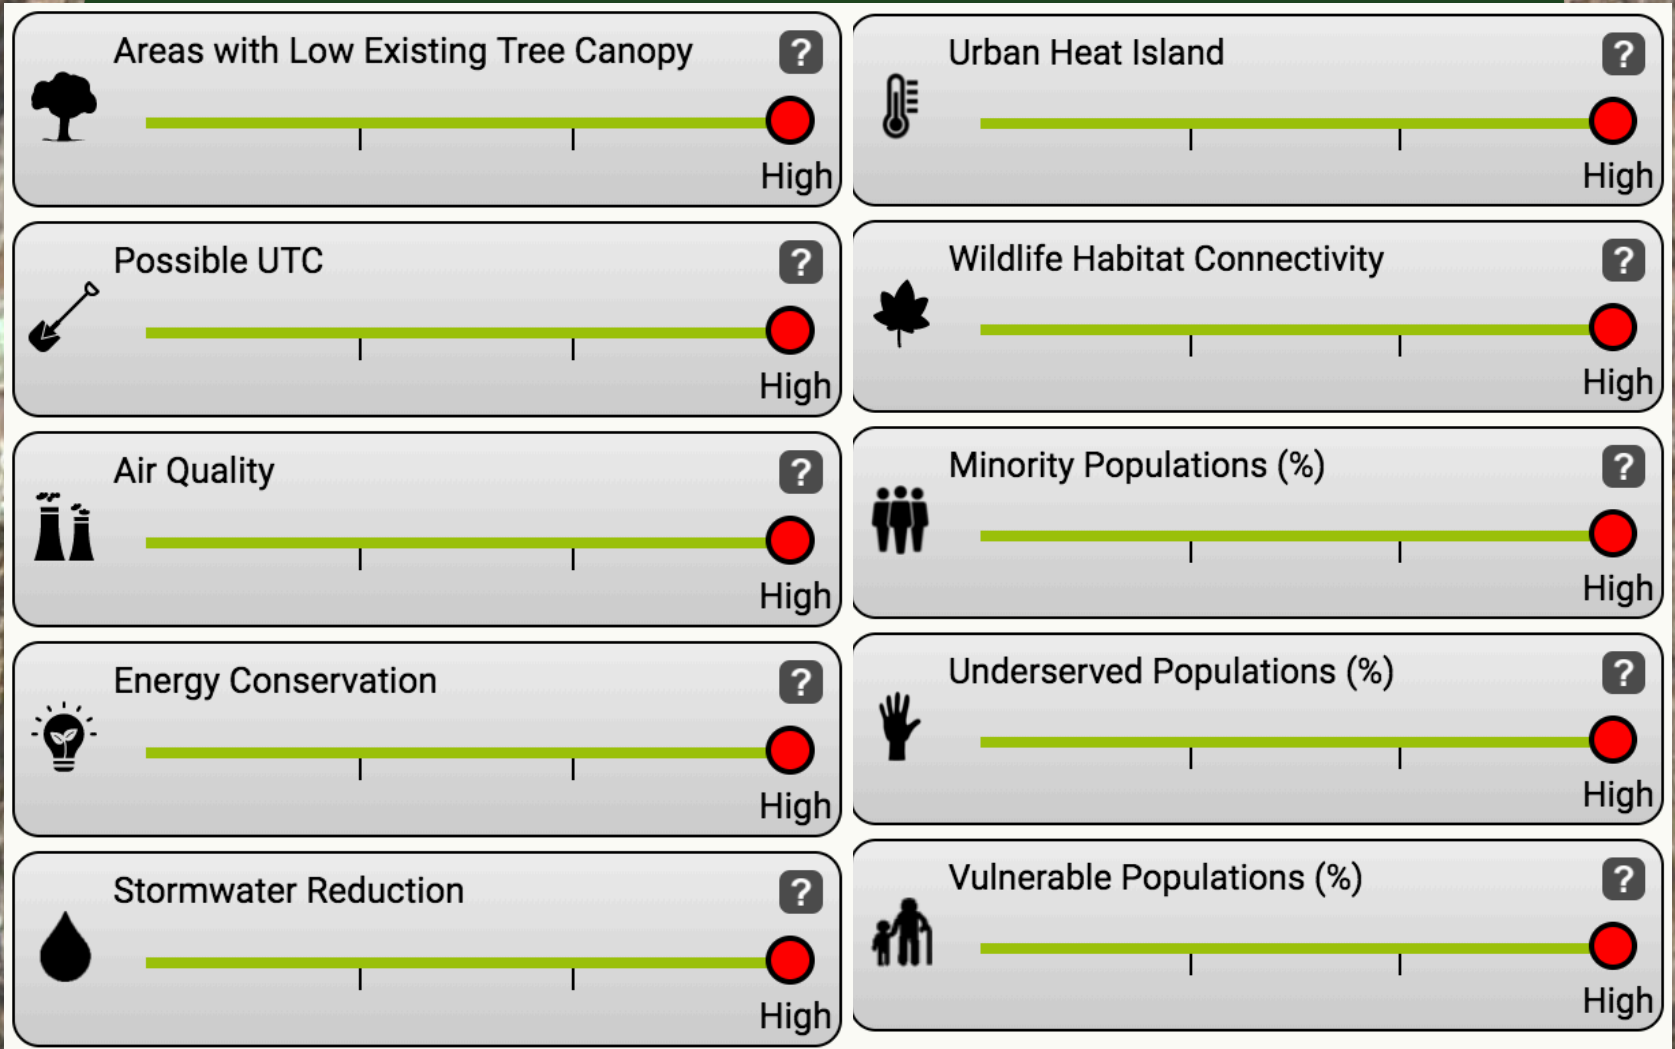 Areas with Low Existing Tree Canopy
?
High
Possible UTC
?
High
Air Quality
?
High
Energy Conservation
?
High
Stormwater Reduction
?
High
Urban Heat Island
?
High
Wildlife Habitat Connectivity
?
High
Minority Populations (%)
?
High
Underserved Populations (%)
?
High
Vulnerable Populations (%)
?
High